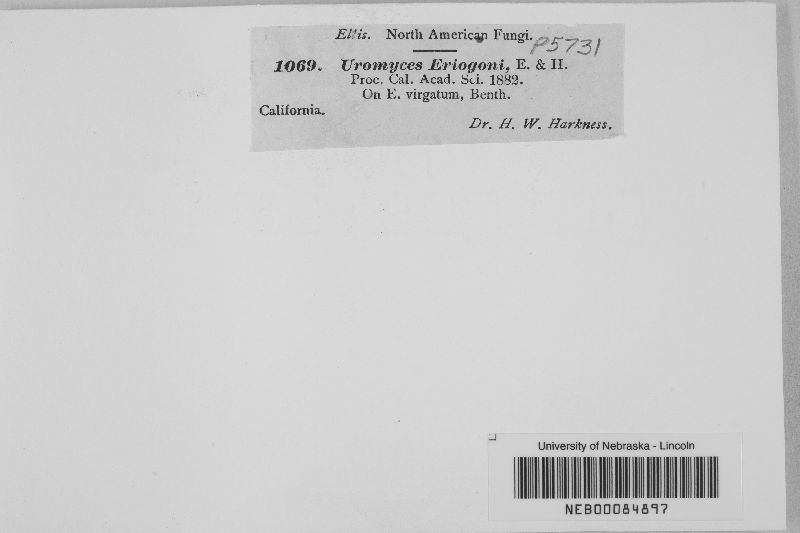 Ellis. North American Fungi.
P5731
1069. Uromyces Eriogoni, E. & H.
Proc. Cal. Acad. Sci. 1882.
On E. virgatum, Benth.
California.
Dr. H. W. Harkness.
University of Nebraska - Lincoln
NEB00084897